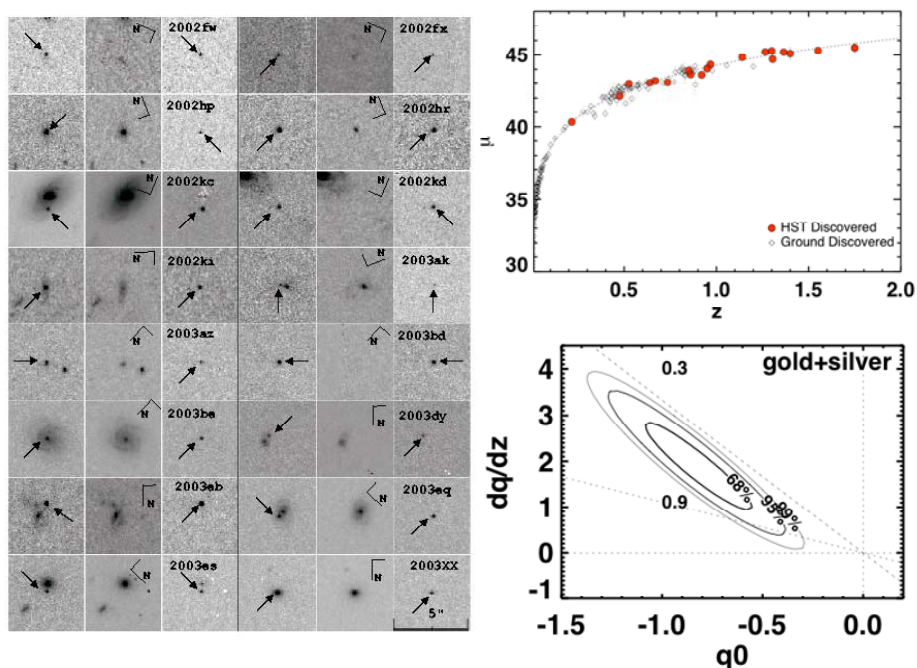 N 2002fw N 2002fx
N 2002hp N 2002hr
N 2002kc N 2002kd
N 2002ki N 2003ak
N 2003az N 2003bd
N 2003be N 2003dy
N 2003eb N 2003eq
N 2003es N 2003XX
5"
50
45
40
35
30
μ
HST Discovered
Ground Discovered
0.5 1.0 1.5 2.0
z
gold+silver
0.3
0.9
68% 95% 99%
4
3
2
1
0
-1
dq/dz
-1.5 -1.0 -0.5 0.0
q0